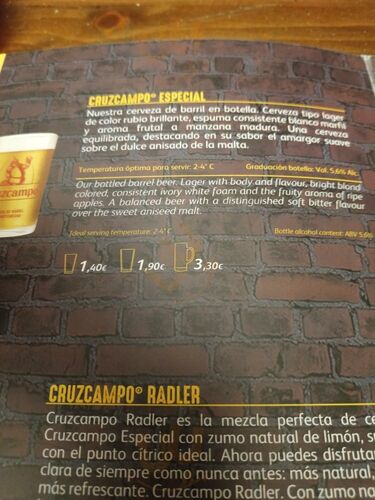 CRUZCAMPO® ESPECIAL
Nuestra cerveza de barril en botella. Cerveza tipo lager
de color rubio brillante, espuma consistente blanco marfil
y aroma frutal a manzana madura. Una cerveza
equilibrada, destacando en su sabor el amargor suave
sobre el dulce anisado de la malta.
Temperatura óptima para servir: 2-4° C
Graduación botella: Vol. 5,6% Alc.
Our bottled barrel beer. Lager with body and flavour, bright blond
colored, consistent ivory white foam and the fruity aroma of ripe
apples. A balanced beer with a distinguished soft bitter flavour
over the sweet aniseed malt.
Ideal serving temperature: 2-4° C
Bottle alcohol content: ABV 5.6%
1,40€ 1,90€ 3,30€
CRUZCAMPO® RADLER
Cruzcampo Radler es la mezcla perfecta de ce
Cruzcampo Especial con zumo natural de limón, su
con el punto cítrico ideal. Ahora puedes disfruta
clara de siempre como nunca antes: más natural,
más refrescante. Cruzcampo Radler. Con zumo nat